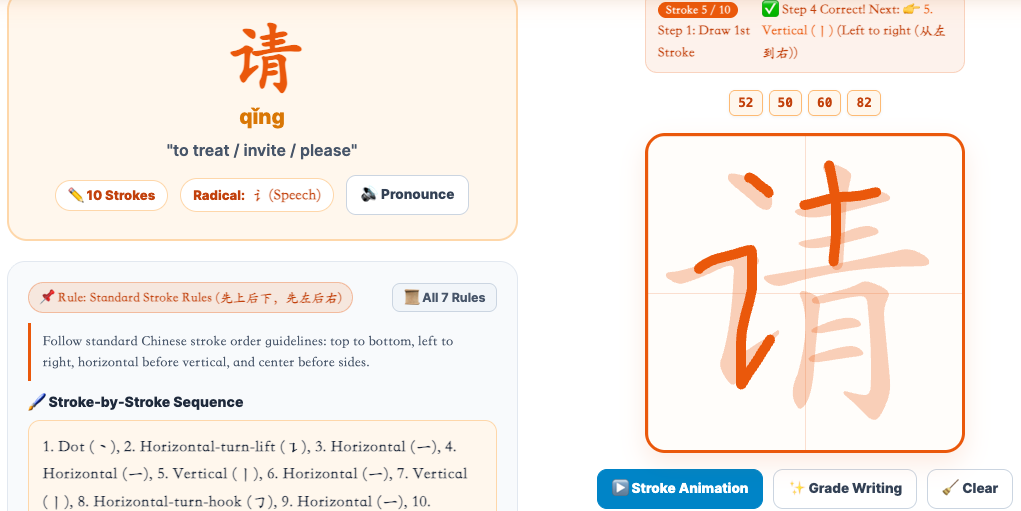 请
qǐng
"to treat / invite / please"
✏️ 10 Strokes
Radical: 讠 (Speech)
🔊 Pronounce
📌 Rule: Standard Stroke Rules (先上后下，先左后右)
📜 All 7 Rules
Follow standard Chinese stroke order guidelines: top to bottom, left to
right, horizontal before vertical, and center before sides.
🖌️ Stroke-by-Stroke Sequence
1. Dot (丶), 2. Horizontal-turn-lift (㇊), 3. Horizontal (一), 4.
Horizontal (一), 5. Vertical (丨), 6. Horizontal (一), 7. Vertical
(丨), 8. Horizontal-turn-hook (㇆), 9. Horizontal (一), 10.
Stroke 5 / 10
Step 1: Draw 1st
Stroke
✅ Step 4 Correct! Next: 👉 5.
Vertical (丨) (Left to right (从左
到右))
52
50
60
82
请
▶️ Stroke Animation
✨ Grade Writing
🧹 Clear